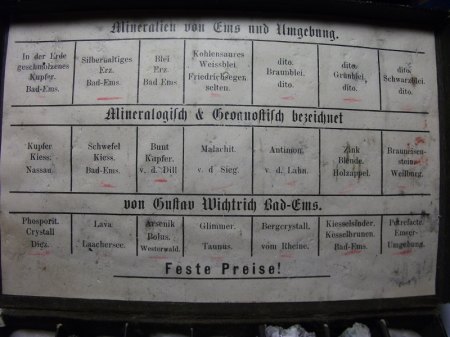 Mineralien von Ems und Umgebung.
In der Erde geschmolzenes Kupfer. Bad-Ems.
Silberhaltiges Erz. Bad-Ems.
Blei Erz Bad Ems
Kohlensaures Weissblei. Friedrichsegen, selten.
dito. Braunblei. dito.
dito. Grünblei, dito.
dito. Schwarzblei. dito.
Mineralogisch & Geognostisch bezeichnet
Kupfer Kiess: Nassau
Schwefel Kiess. Bad-Ems.
Bunt Kupfer. v. d. Dill
Malachit. v. d. Sieg.
Antimon. v. d. Lahn.
Zink Blende. Holzappel.
Brauneisen- stein. Weilburg.
von Gustav Wichtrich Bad-Ems.
Phosporit. Crystall Diez.
Lava Laachersee.
Arsenik Bolus. Westerwald.
Glimmer. Taunus.
Bergcrystall. vom Rheine.
Kiesselsinder. Kesselbrunen. Bad-Ems.
Petrefacte. Emser- Umgebung.
Feste Preise!